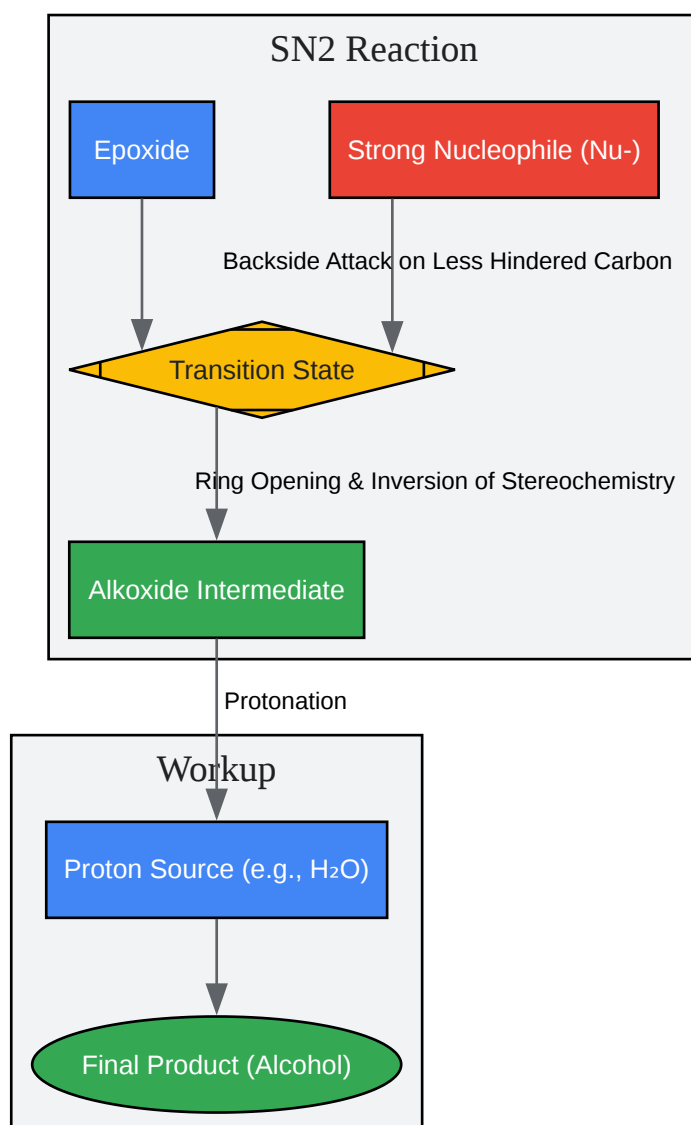 SN2 Reaction
Epoxide
Strong Nucleophile (Nu-)
Backside Attack on Less Hindered Carbon
Transition State
Ring Opening & Inversion of Stereochemistry
Alkoxide Intermediate
Protonation
Workup
Proton Source (e.g., H₂O)
Final Product (Alcohol)